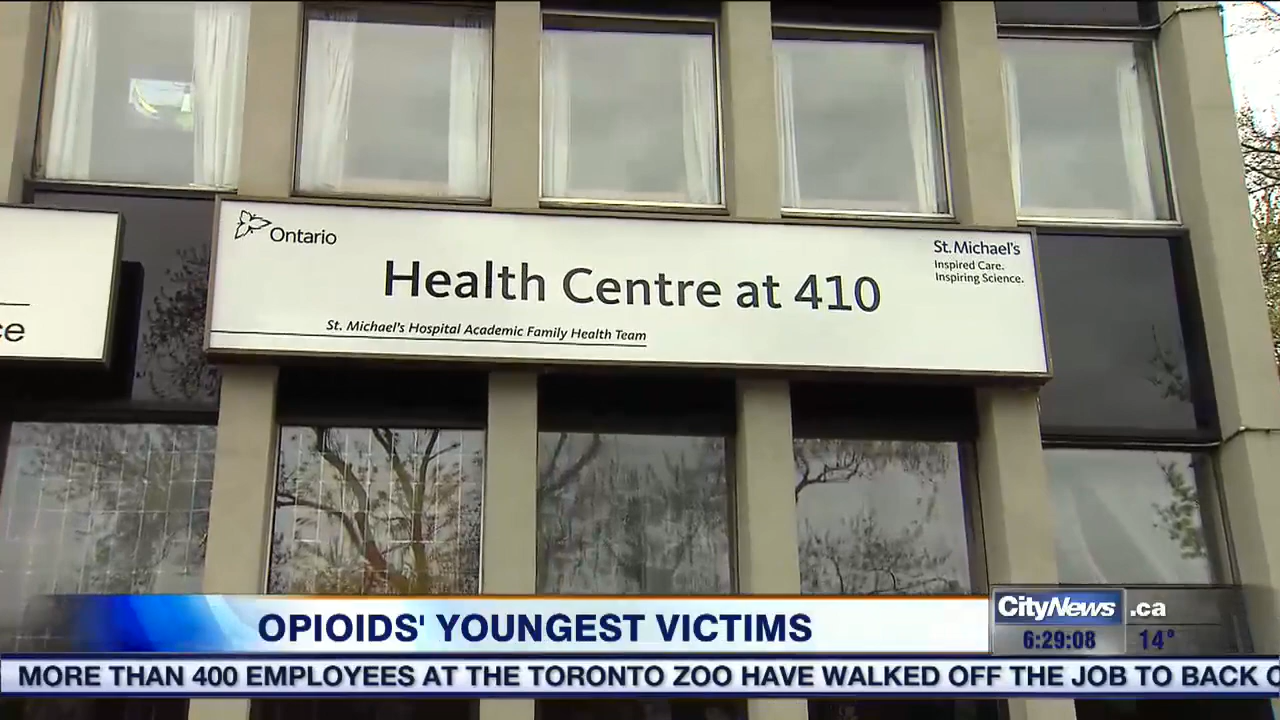 Ontario
St. Michael's
Inspired Care.
Inspiring Science.
Health Centre at 410
St. Michael's Hospital Academic Family Health Team
ce
OPIOIDS' YOUNGEST VICTIMS
CityNews .ca
6:29:08 14°
MORE THAN 400 EMPLOYEES AT THE TORONTO ZOO HAVE WALKED OFF THE JOB TO BACK